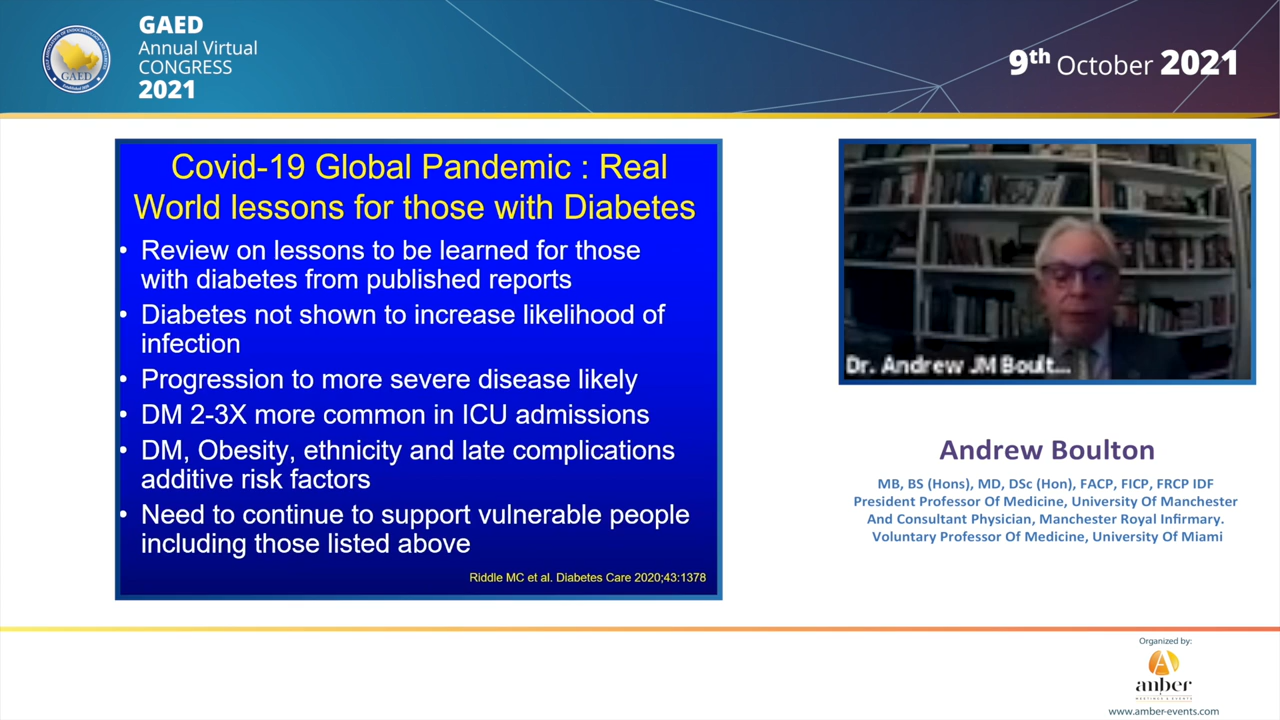 GAED
Annual Virtual
CONGRESS
2021
GAED
9th October 2021
Covid-19 Global Pandemic : Real
World lessons for those with Diabetes
• Review on lessons to be learned for those
with diabetes from published reports
• Diabetes not shown to increase likelihood of
infection
• Progression to more severe disease likely
• DM 2-3X more common in ICU admissions
• DM, Obesity, ethnicity and late complications
additive risk factors
• Need to continue to support vulnerable people
including those listed above
Riddle MC et al. Diabetes Care 2020;43:1378
Dr. Andrew JM Boult...
Andrew Boulton
MB, BS (Hons), MD, DSc (Hon), FACP, FICP, FRCP IDF
President Professor Of Medicine, University Of Manchester
And Consultant Physician, Manchester Royal Infirmary.
Voluntary Professor Of Medicine, University Of Miami
Organized by:
amber
MEETINGS & EVENTS
www.amber-events.com